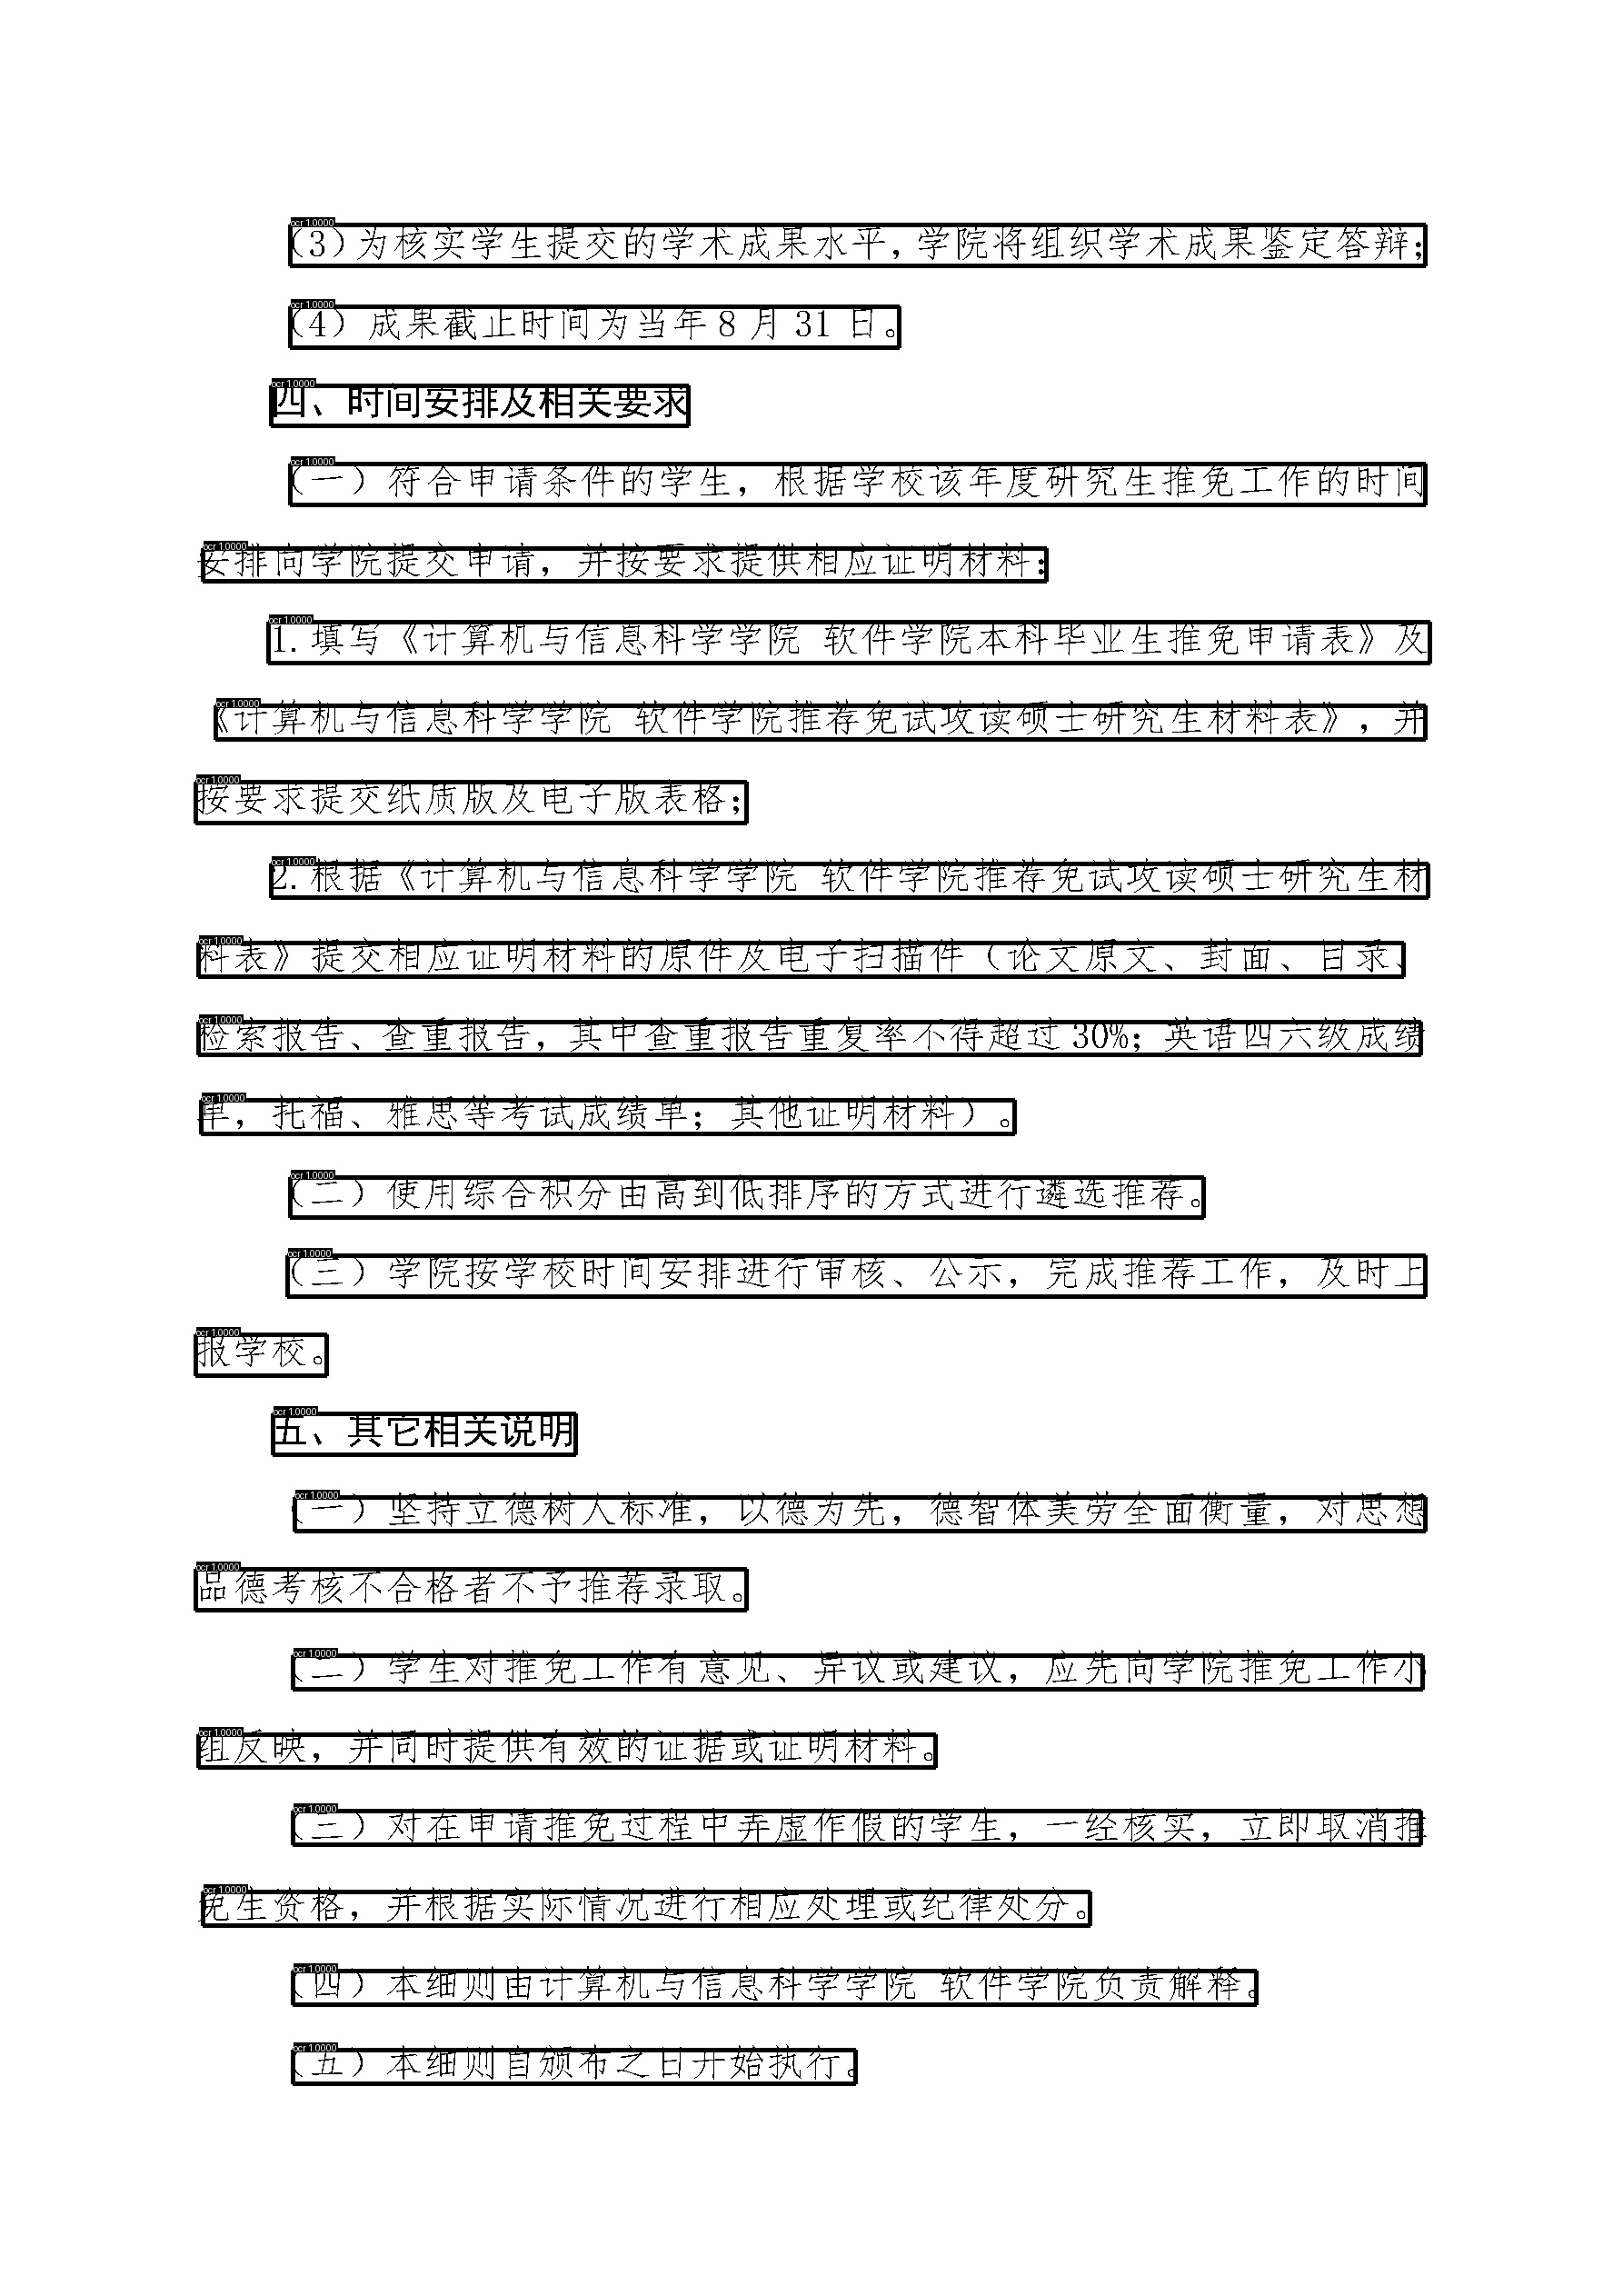 （3）为核实学生提交的学术成果水平，学院将组织学术成果鉴定答辩；
（4）成果截止时间为当年 8 月 31 日。
四、时间安排及相关要求
（一）符合申请条件的学生，根据学校该年度研究生推免工作的时间
安排向学院提交申请，并按要求提供相应证明材料：
1.填写《计算机与信息科学学院 软件学院本科毕业生推免申请表》及
《计算机与信息科学学院 软件学院推荐免试攻读硕士研究生材料表》，并
按要求提交纸质版及电子版表格；
2.根据《计算机与信息科学学院 软件学院推荐免试攻读硕士研究生材
料表》提交相应证明材料的原件及电子扫描件（论文原文、封面、目录、
检索报告、查重报告，其中查重报告重复率不得超过 30%；英语四六级成绩
单，托福、雅思等考试成绩单；其他证明材料）。
（二）使用综合积分由高到低排序的方式进行遴选推荐。
（三）学院按学校时间安排进行审核、公示，完成推荐工作，及时上
报学校。
五、其它相关说明
（一）坚持立德树人标准，以德为先，德智体美劳全面衡量，对思想
品德考核不合格者不予推荐录取。
（二）学生对推免工作有意见、异议或建议，应先向学院推免工作小
组反映，并同时提供有效的证据或证明材料。
（三）对在申请推免过程中弄虚作假的学生，一经核实，立即取消推
免生资格，并根据实际情况进行相应处理或纪律处分。
（四）本细则由计算机与信息科学学院 软件学院负责解释。
（五）本细则自颁布之日开始执行。